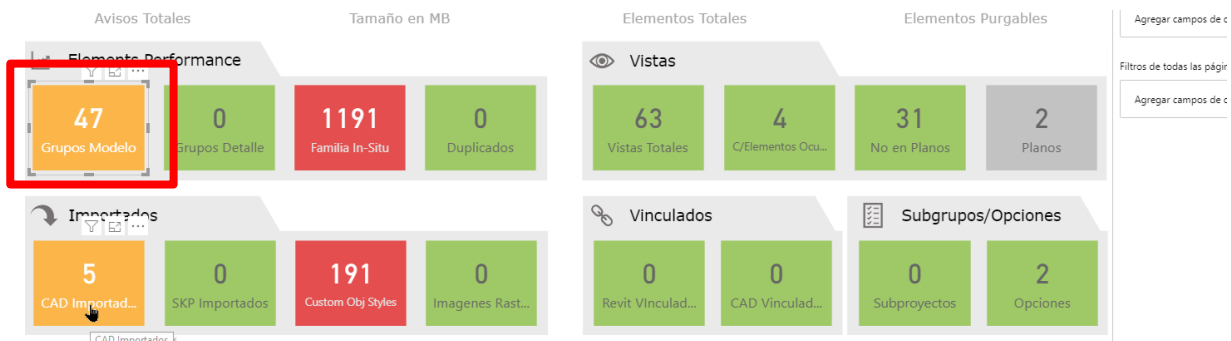 Avisos Totales
Tamaño en MB
Elementos Totales
Elementos Purgables
Agregar campos de
Elements Performance
47
Grupos Modelo
0
Grupos Detalle
1191
Familia In-Situ
0
Duplicados
Vistas
63
Vistas Totales
4
C/Elementos Ocu...
31
No en Planos
2
Planos
Filtros de todas las
Agregar campos de
Importados
5
CAD Importad...
0
SKP Importados
191
Custom Obj Styles
0
Imagenes Rast...
CAD Importados
Vinculados
0
Revit VInculad...
0
CAD Vinculad...
Subgrupos/Opciones
0
Subproyectos
2
Opciones